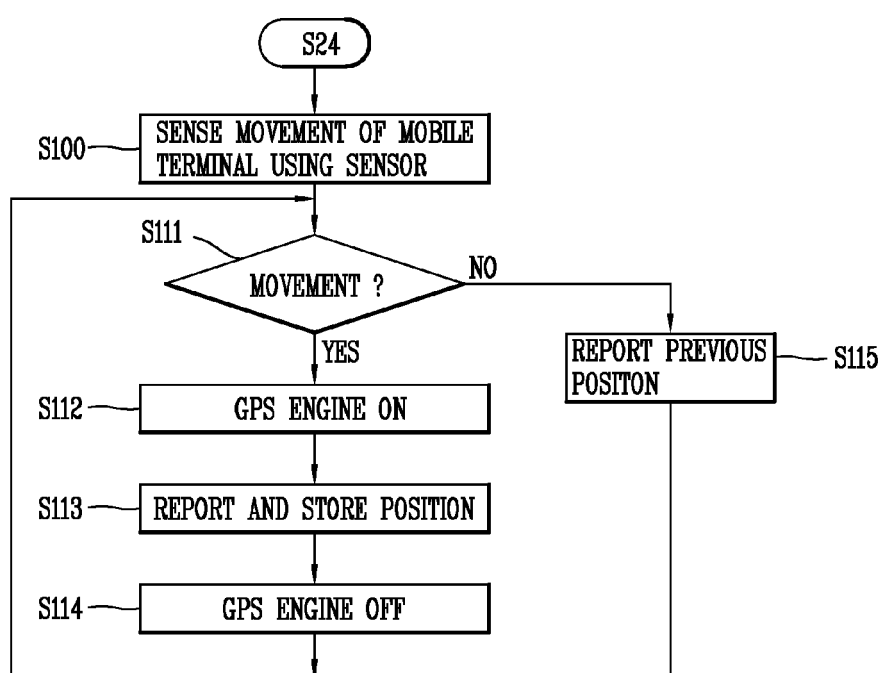 S24
S100
SENSE MOVEMENT OF MOBILE
TERMINAL USING SENSOR
S111
MOVEMENT ?
NO
YES
REPORT PREVIOUS
POSITON
S115
S112
GPS ENGINE ON
S113
REPORT AND STORE POSITION
S114
GPS ENGINE OFF